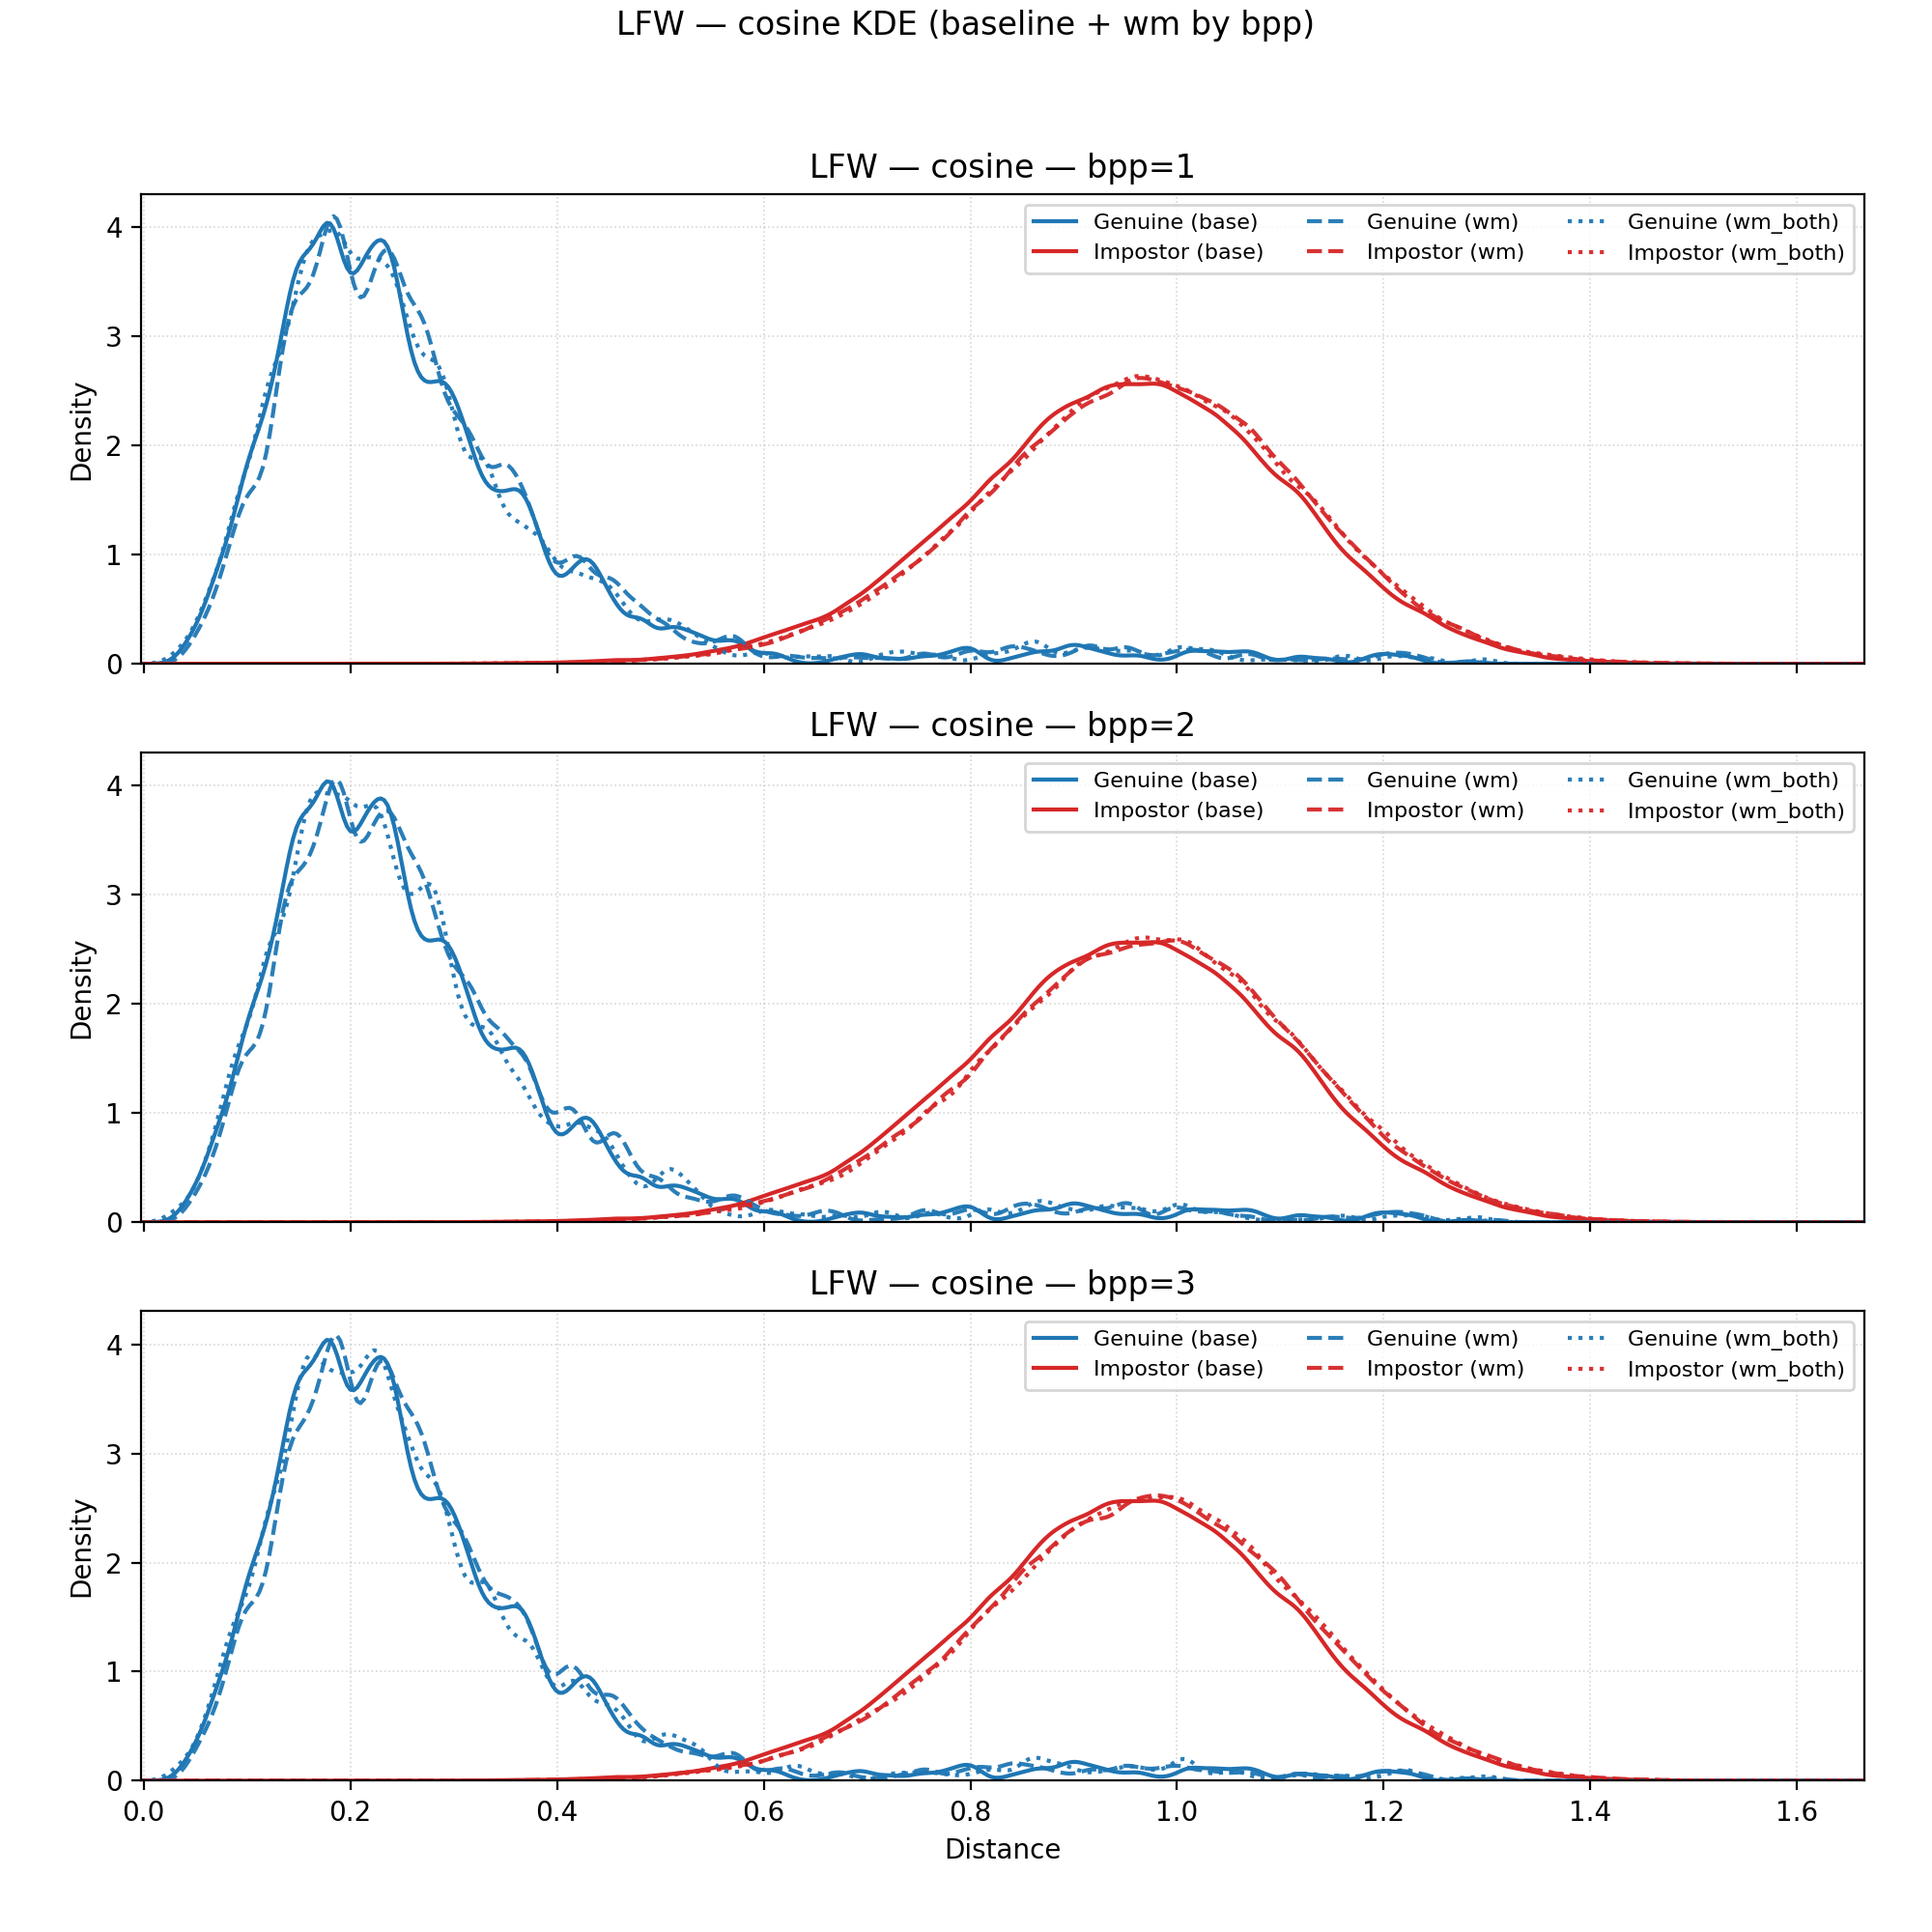 LFW — cosine KDE (baseline + wm by bpp)
LFW — cosine — bpp=1
Genuine (base) Genuine (wm) Genuine (wm_both)
Impostor (base) Impostor (wm) Impostor (wm_both)
4
3
2
1
0
Density
LFW — cosine — bpp=2
Genuine (base) Genuine (wm) Genuine (wm_both)
Impostor (base) Impostor (wm) Impostor (wm_both)
4
3
2
1
0
Density
LFW — cosine — bpp=3
Genuine (base) Genuine (wm) Genuine (wm_both)
Impostor (base) Impostor (wm) Impostor (wm_both)
4
3
2
1
0
Density
0.0 0.2 0.4 0.6 0.8 1.0 1.2 1.4 1.6
Distance